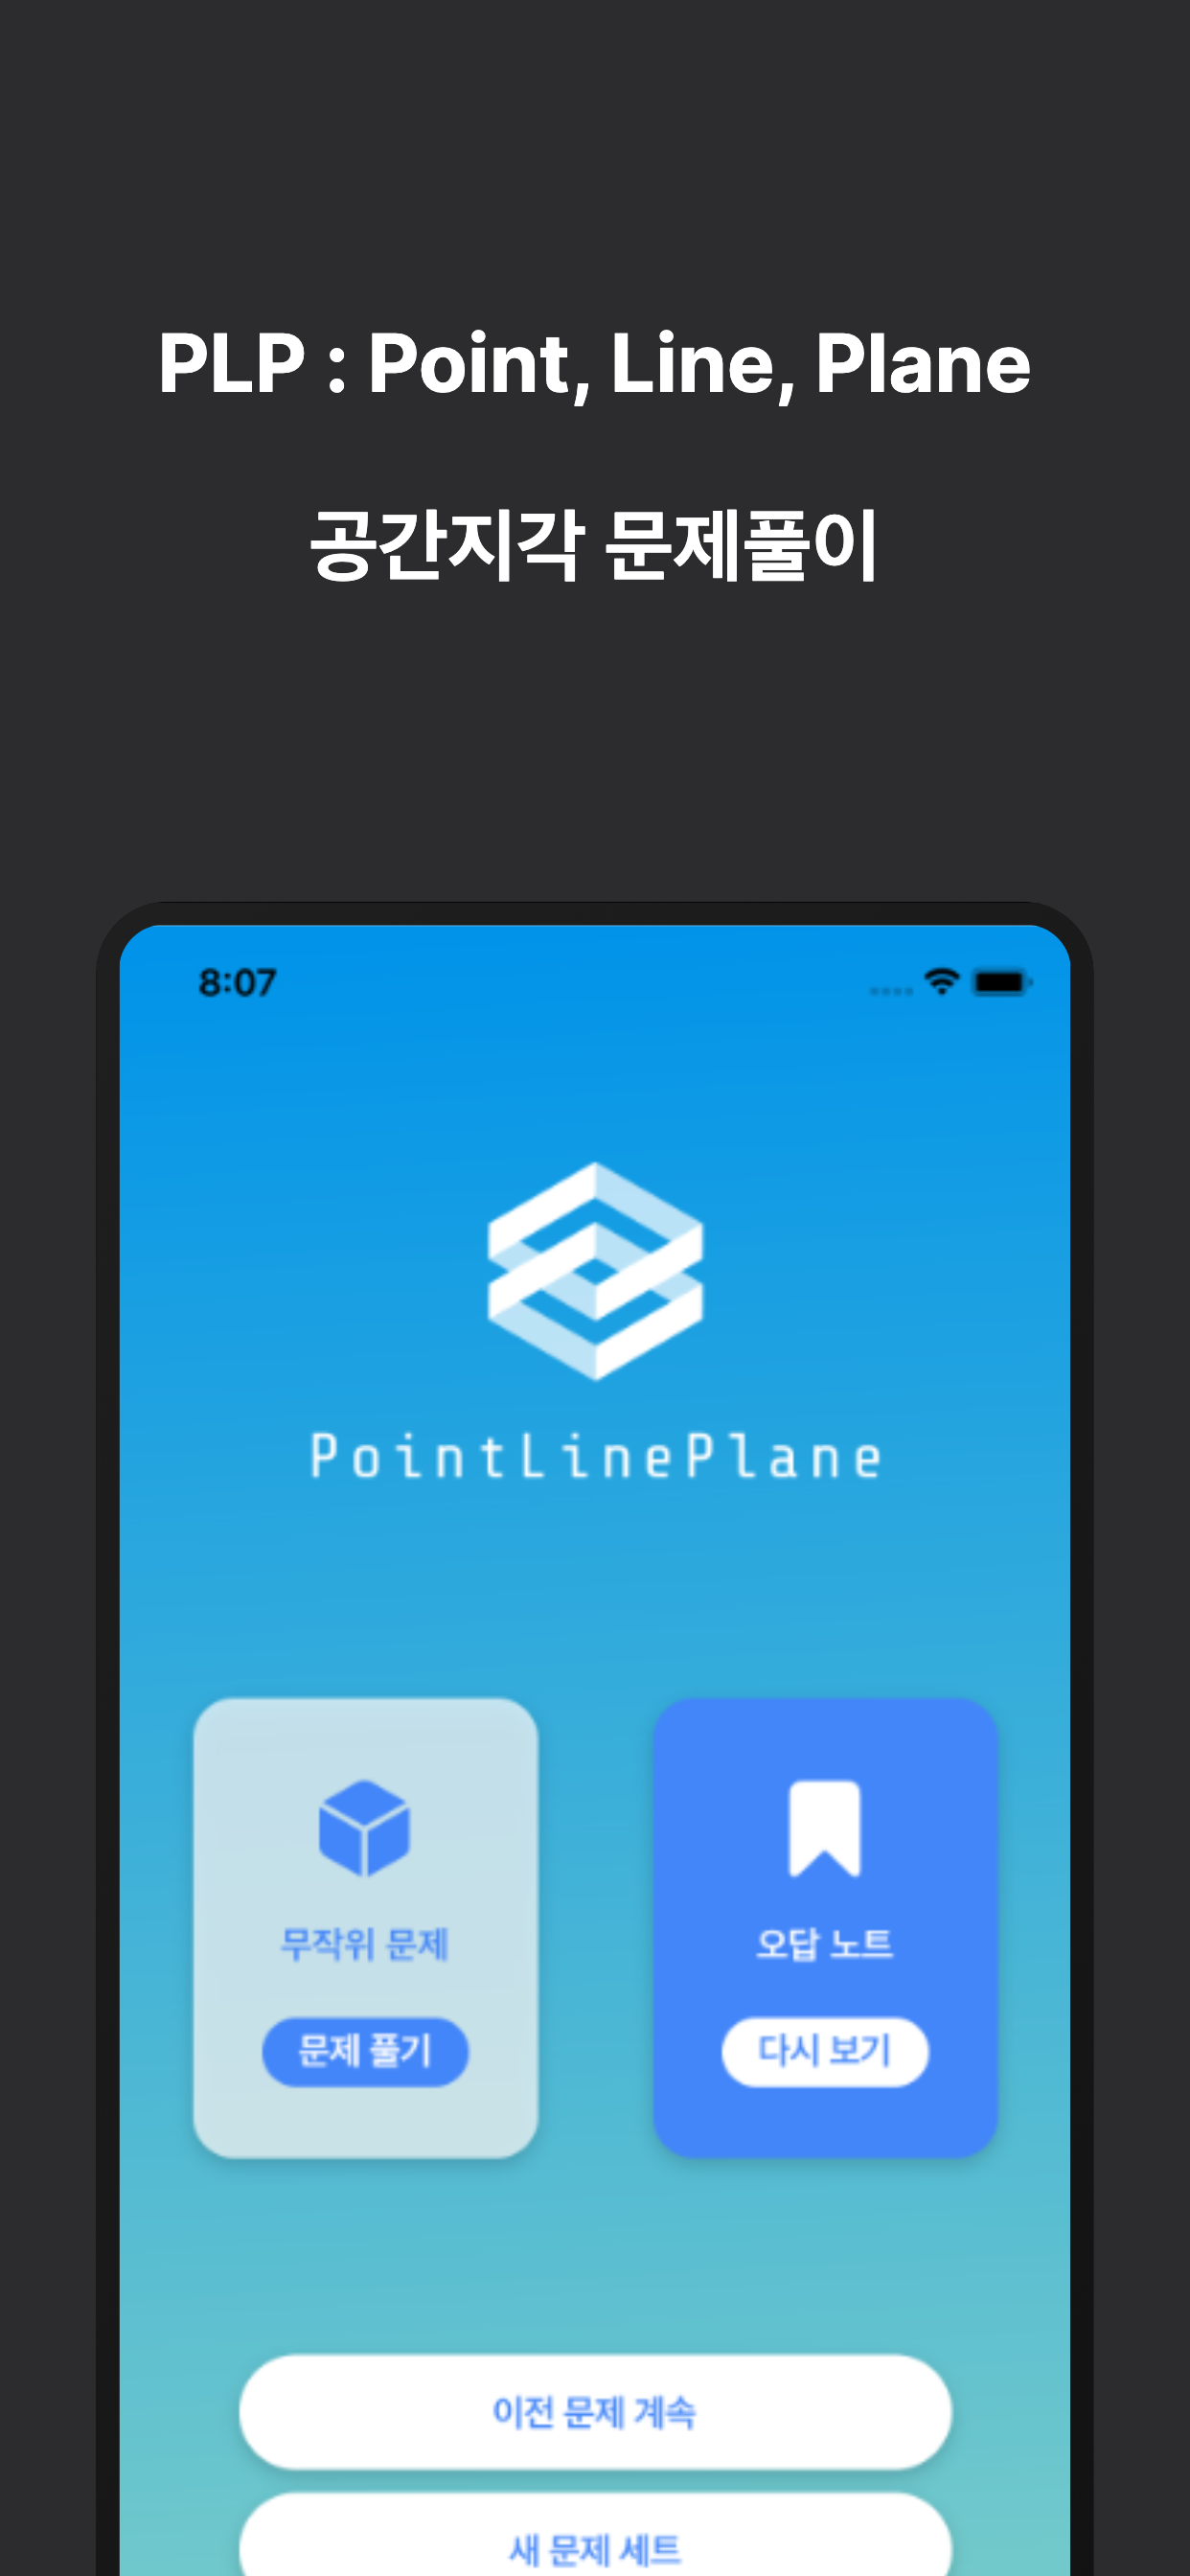 PLP : Point, Line, Plane
공간지각 문제풀이
8:07
PointLinePlane
무작위 문제
오답 노트
문제 풀기
다시 보기
이전 문제 계속
새 문제 세트